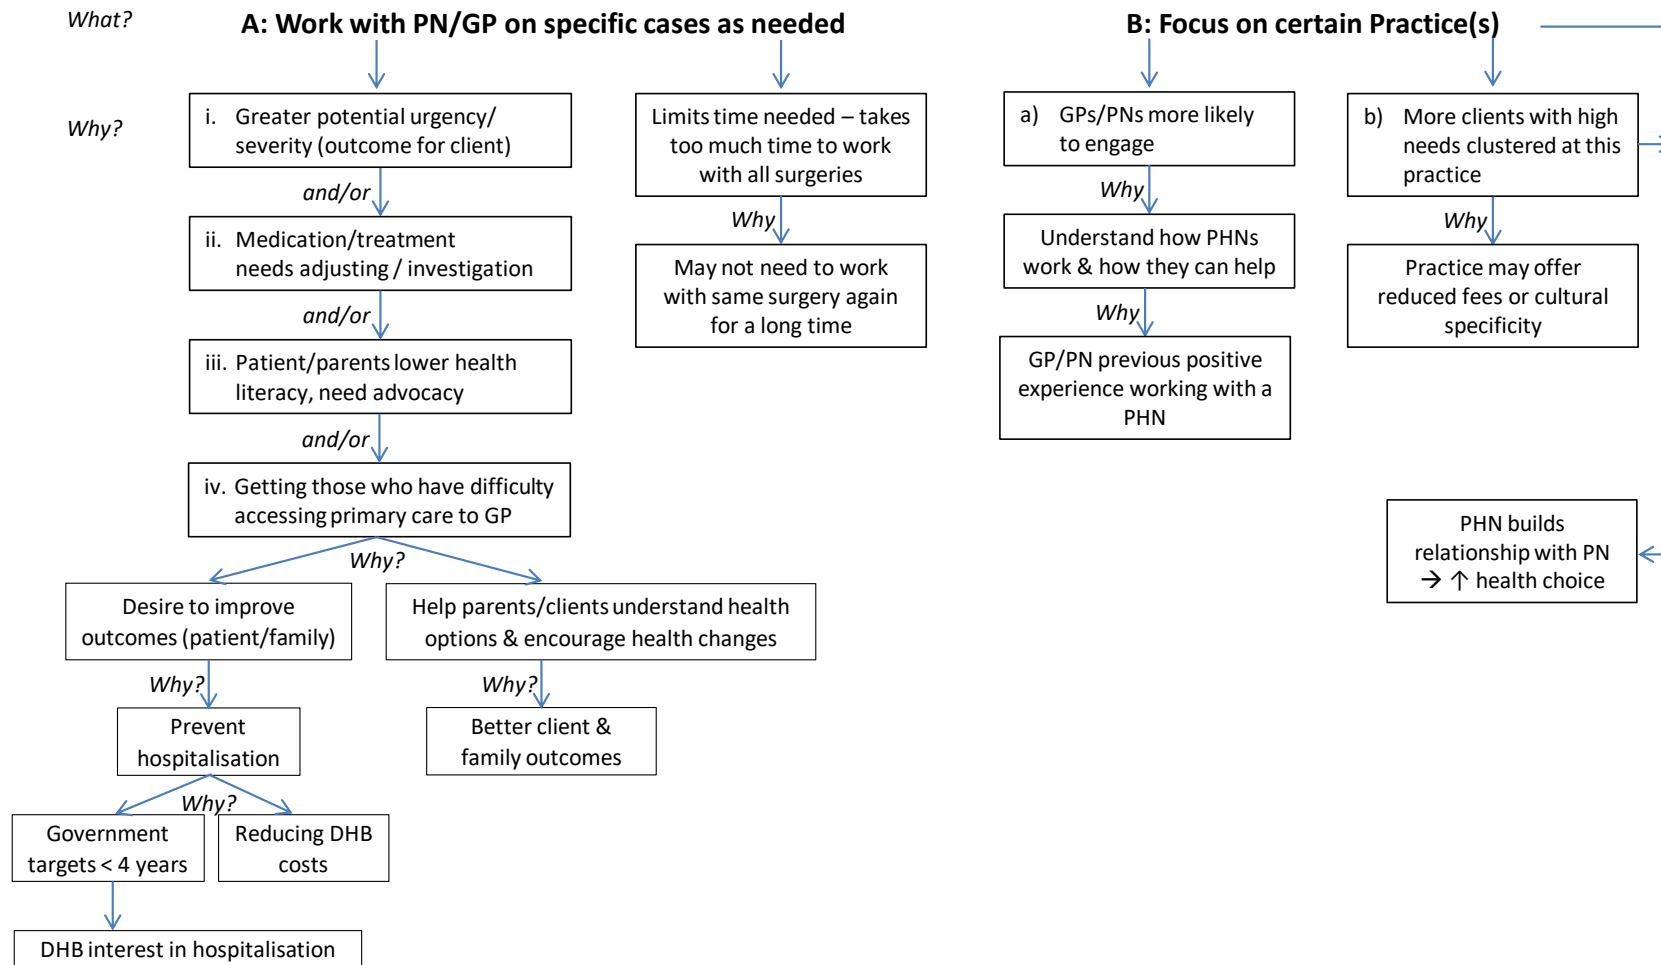 What?
A: Work with PN/GP on specific cases as needed
B: Focus on certain Practice(s)
Why?
i. Greater potential urgency/
severity (outcome for client)
and/or
ii. Medication/treatment
needs adjusting / investigation
and/or
iii. Patient/parents lower health
literacy, need advocacy
and/or
iv. Getting those who have difficulty
accessing primary care to GP
Why?
Desire to improve
outcomes (patient/family)
Why?
Prevent
hospitalisation
Why?
Government
targets < 4 years
Reducing DHB
costs
DHB interest in hospitalisation
Help parents/clients understand health
options & encourage health changes
Why?
Better client &
family outcomes
Limits time needed – takes
too much time to work
with all surgeries
Why
May not need to work
with same surgery again
for a long time
a) GPs/PNs more likely
to engage
Why
Understand how PHNs
work & how they can help
Why
GP/PN previous positive
experience working with a
PHN
b) More clients with high
needs clustered at this
practice
Why
Practice may offer
reduced fees or cultural
specificity
PHN builds
relationship with PN
→ ↑ health choice